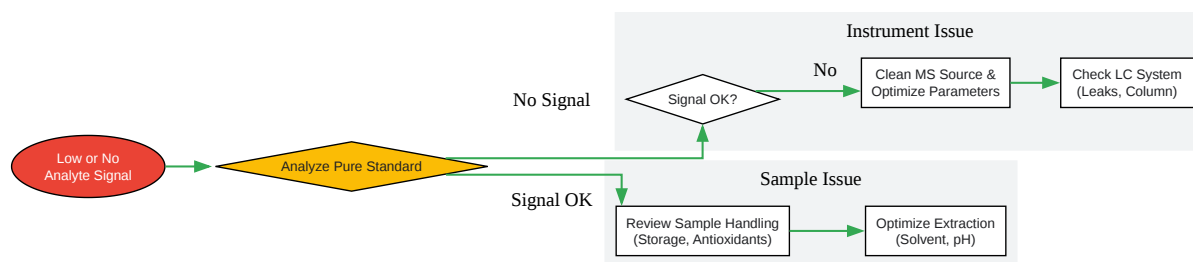 Low or No
Analyte Signal
Analyze Pure Standard
No Signal
Signal OK
Instrument Issue
Signal OK?
No
Clean MS Source &
Optimize Parameters
Check LC System
(Leaks, Column)
Sample Issue
Review Sample Handling
(Storage, Antioxidants)
Optimize Extraction
(Solvent, pH)